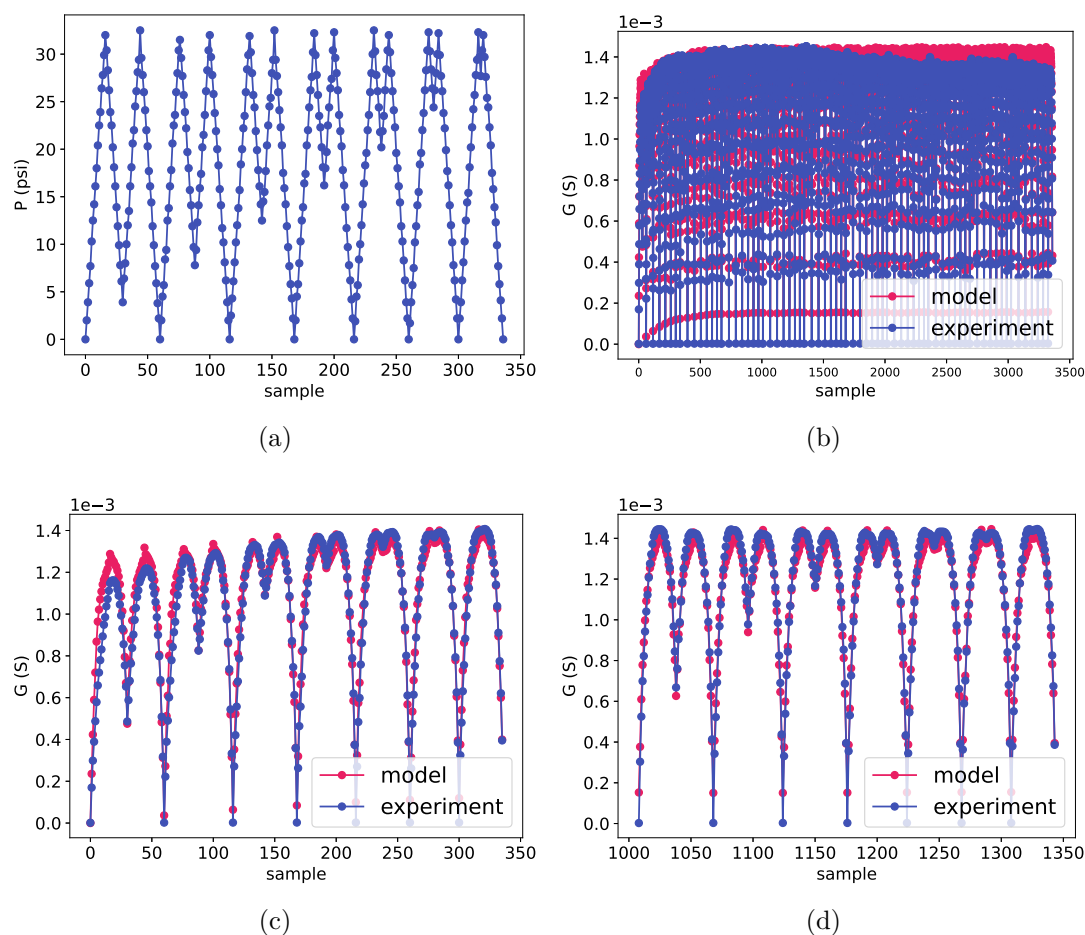 P (psi)
30
25
20
15
10
5
0
0 50 100 150 200 250 300 350
sample
(a)
1e−3
G (S)
1.4
1.2
1.0
0.8
0.6
0.4
0.2
0.0
model
experiment
0 500 1000 1500 2000 2500 3000 3500
sample
(b)
1e−3
G (S)
1.4
1.2
1.0
0.8
0.6
0.4
0.2
0.0
model
experiment
0 50 100 150 200 250 300 350
sample
(c)
1e−3
G (S)
1.4
1.2
1.0
0.8
0.6
0.4
0.2
0.0
model
experiment
1000 1050 1100 1150 1200 1250 1300 1350
sample
(d)